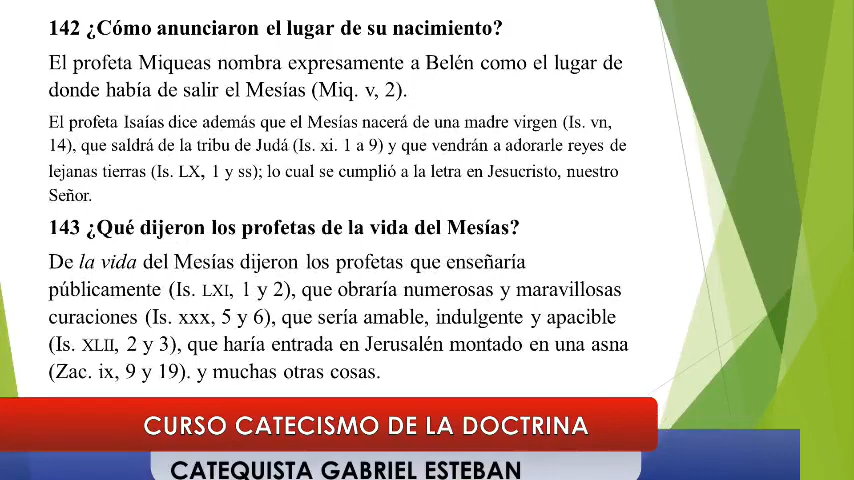 142 ¿Cómo anunciaron el lugar de su nacimiento?
El profeta Miqueas nombra expresamente a Belén como el lugar de
donde había de salir el Mesías (Miq. v, 2).
El profeta Isaías dice además que el Mesías nacerá de una madre virgen (Is. vn,
14), que saldrá de la tribu de Judá (Is. xi. 1 a 9) y que vendrán a adorarle reyes de
lejanas tierras (Is. LX, 1 y ss); lo cual se cumplió a la letra en Jesucristo, nuestro
Señor.
143 ¿Qué dijeron los profetas de la vida del Mesías?
De la vida del Mesías dijeron los profetas que enseñaría
públicamente (Is. LXI, 1 y 2), que obraría numerosas y maravillosas
curaciones (Is. xxx, 5 y 6), que sería amable, indulgente y apacible
(Is. XLII, 2 y 3), que haría entrada en Jerusalén montado en una asna
(Zac. ix, 9 y 19). y muchas otras cosas.
CURSO CATECISMO DE LA DOCTRINA
CATEQUISTA GABRIEL ESTEBAN